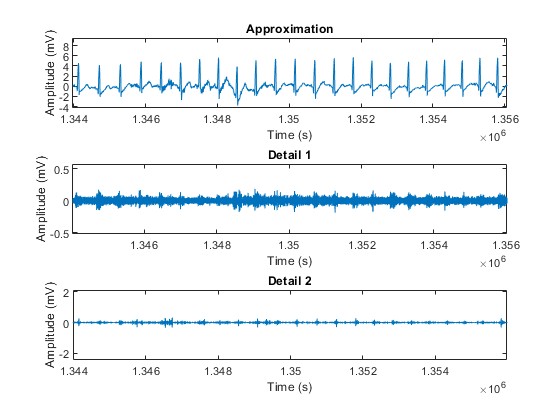 Approximation
Amplitude (mV)
8
6
4
2
0
-2
-4
1.344 1.346 1.348 1.35 1.352 1.354 1.356
Time (s)
×10^6
Detail 1
Amplitude (mV)
0.5
0
-0.5
1.346 1.348 1.35 1.352 1.354 1.356
Time (s)
×10^6
Detail 2
Amplitude (mV)
2
0
-2
1.344 1.346 1.348 1.35 1.352 1.354
Time (s)
×10^6